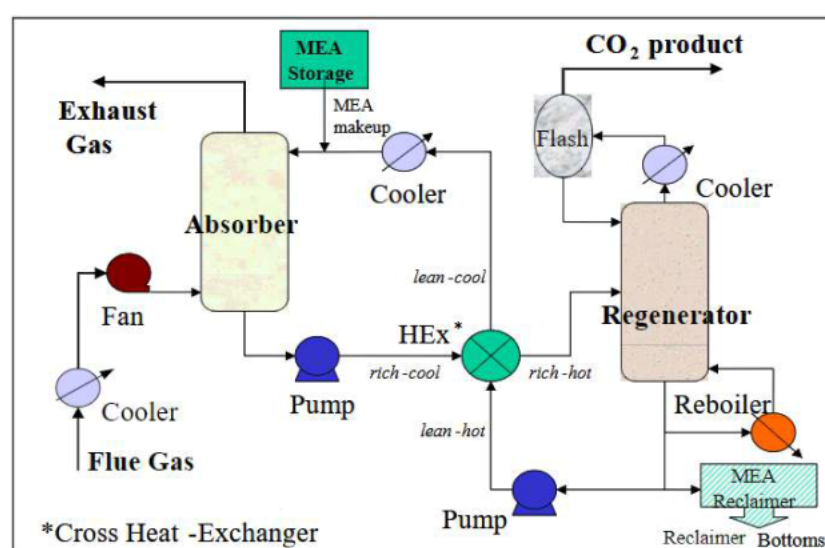 MEA
Storage
CO₂ product
Exhaust
Gas
MEA
makeup
Flash
Cooler
Cooler
Absorber
Fan
lean-cool
HEx*
Regenerator
rich-cool
rich-hot
Pump
Cooler
Reboiler
lean-hot
Flue Gas
MEA
Reclaimer
Pump
*Cross Heat -Exchanger
Reclaimer Bottoms